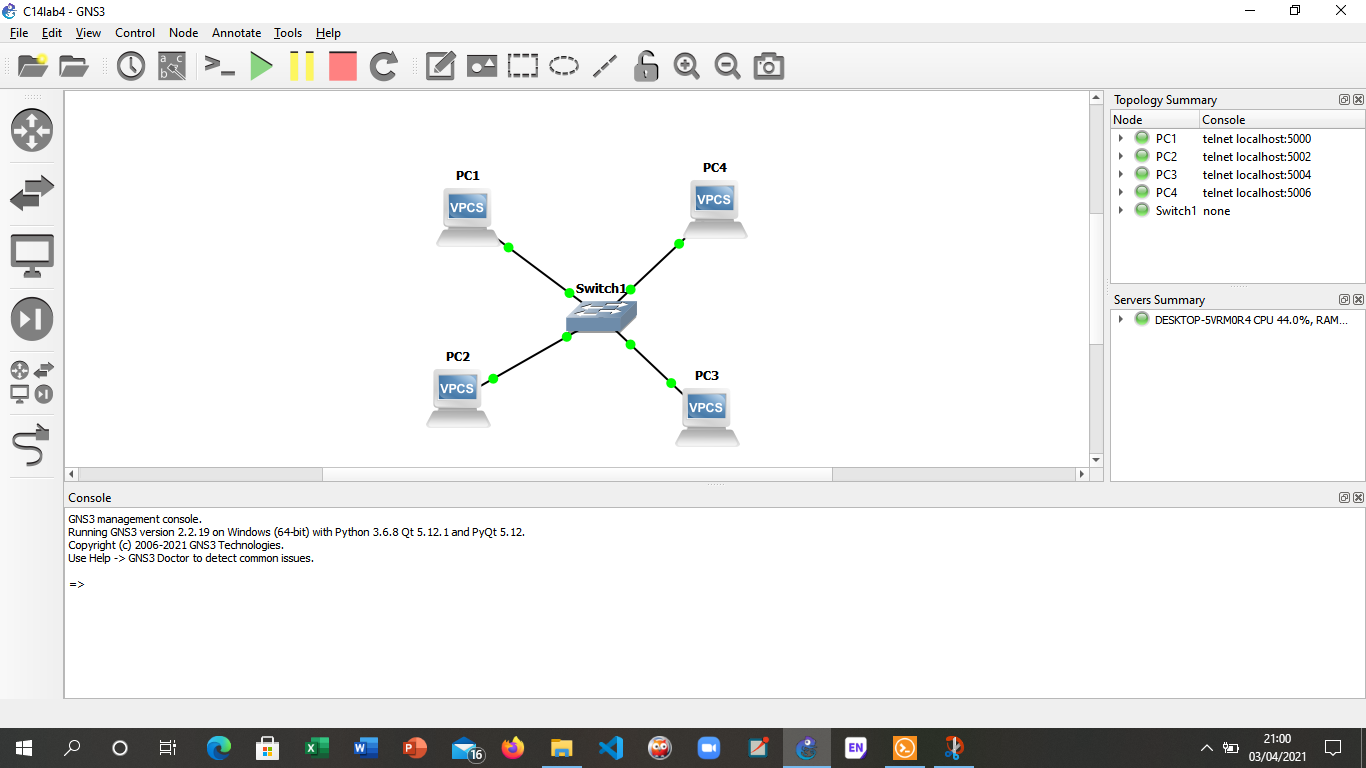 C14lab4 - GNS3
File Edit View Control Node Annotate Tools Help
Topology Summary
Node Console
PC1 telnet localhost:5000
PC2 telnet localhost:5002
PC3 telnet localhost:5004
PC4 telnet localhost:5006
Switch1 none
Servers Summary
DESKTOP-5VRM0R4 CPU 44.0%, RAM...
PC1
VPCS
PC4
VPCS
Switch1
PC2
VPCS
PC3
VPCS
Console
GNS3 management console.
Running GNS3 version 2.2.19 on Windows (64-bit) with Python 3.6.8 Qt 5.12.1 and PyQt 5.12.
Copyright (c) 2006-2021 GNS3 Technologies.
Use Help -> GNS3 Doctor to detect common issues.
=>
16
EN
21:00
03/04/2021